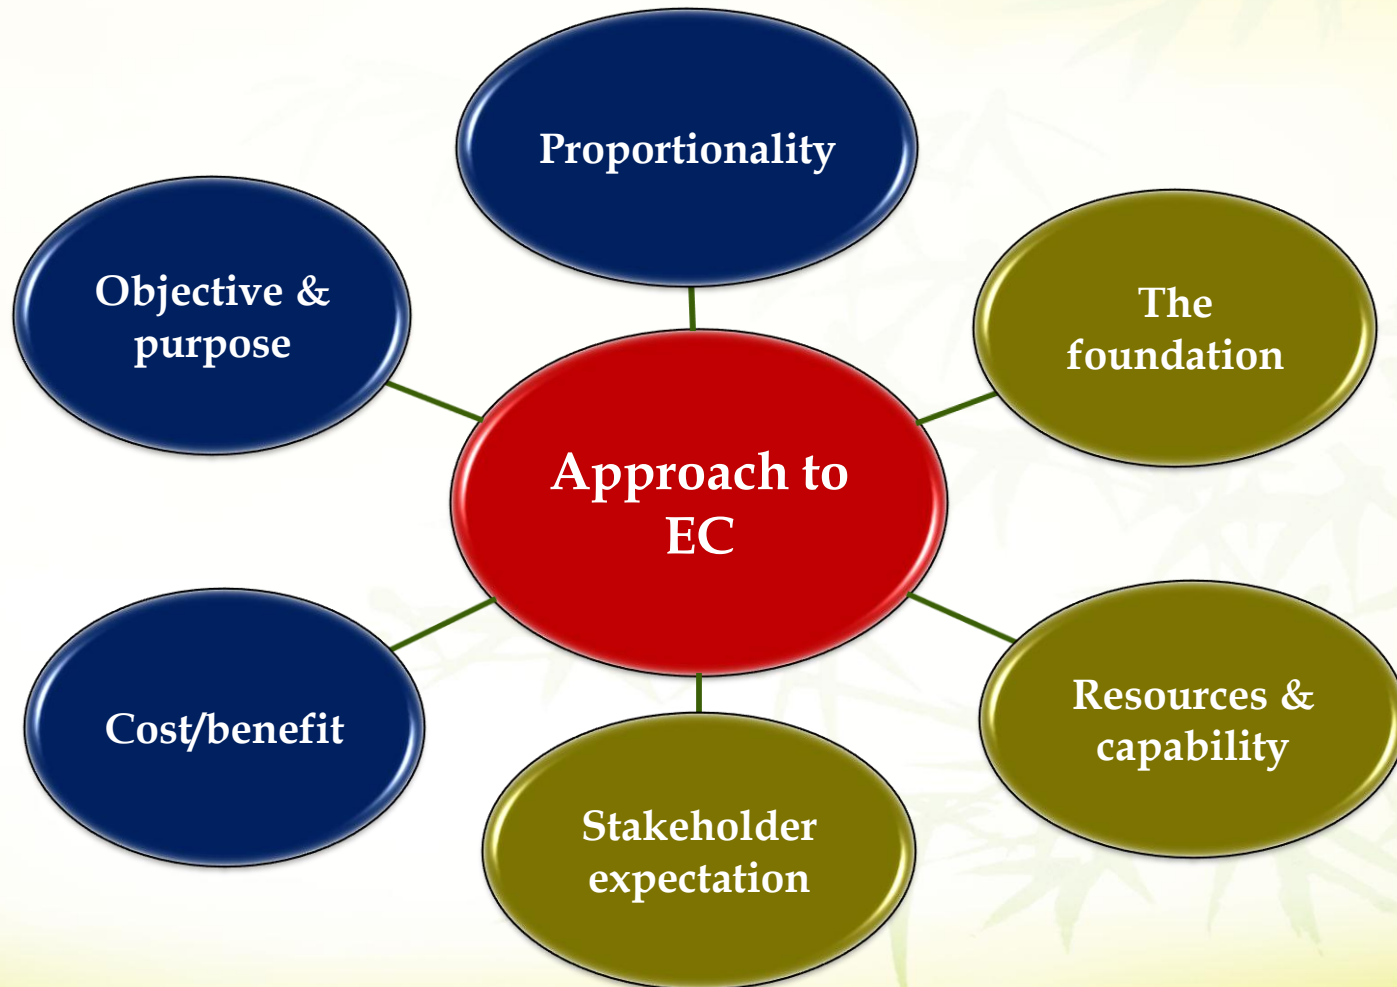 Proportionality
Objective &
purpose
The
foundation
Approach to
EC
Cost/benefit
Resources &
capability
Stakeholder
expectation